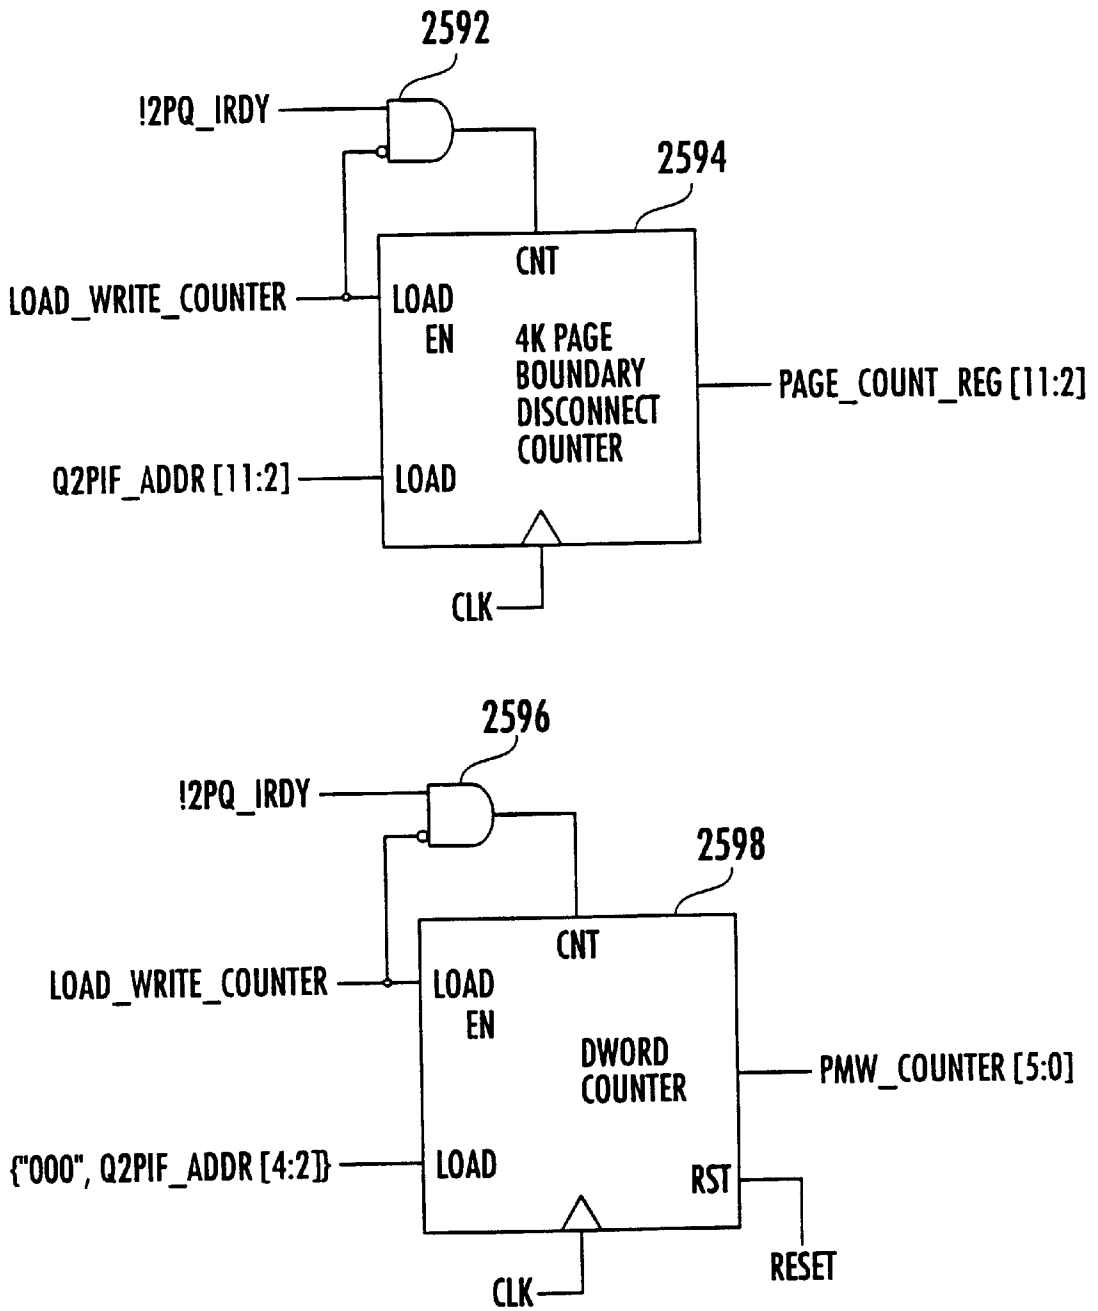 2592
!2PQ_IRDY
2594
CNT
LOAD_WRITE_COUNTER
LOAD
EN
4K PAGE
BOUNDARY
DISCONNECT
COUNTER
PAGE_COUNT_REG [11:2]
Q2PIF_ADDR [11:2]
LOAD
CLK
2596
!2PQ_IRDY
2598
CNT
LOAD_WRITE_COUNTER
LOAD
EN
DWORD
COUNTER
PMW_COUNTER [5:0]
{"000", Q2PIF_ADDR [4:2]}
LOAD
RST
RESET
CLK